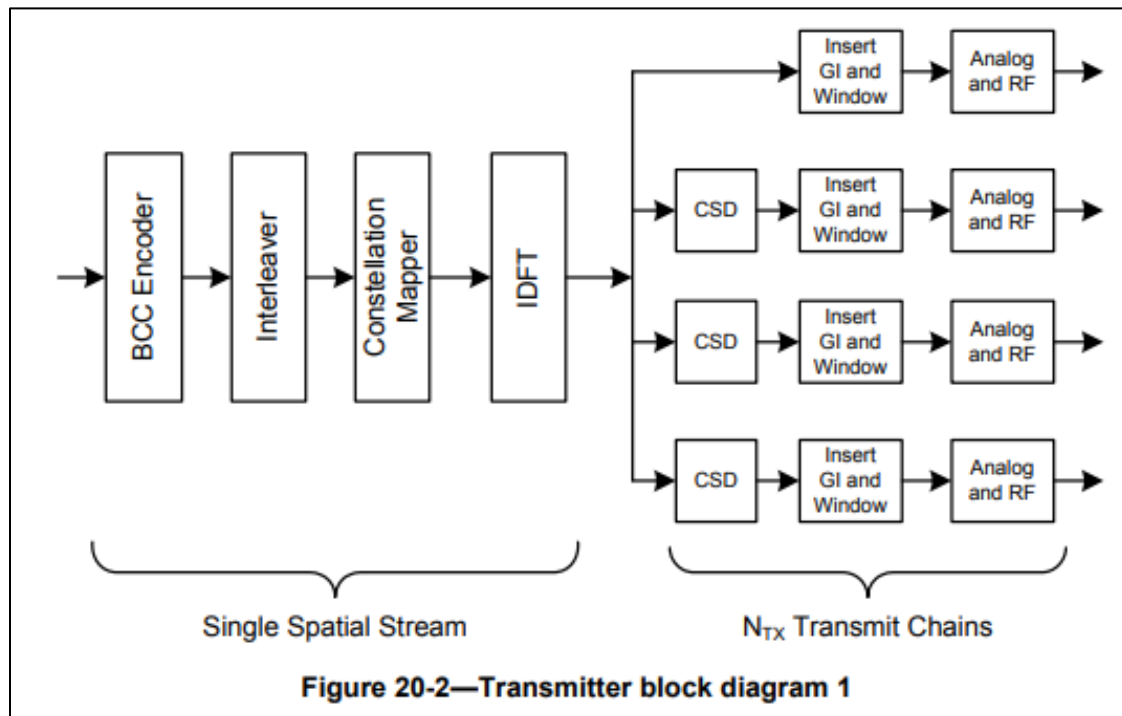 Insert
GI and
Window
Analog
and RF
BCC Encoder
Interleaver
Constellation
Mapper
IDFT
CSD
Insert
GI and
Window
Analog
and RF
CSD
Insert
GI and
Window
Analog
and RF
CSD
Insert
GI and
Window
Analog
and RF
Single Spatial Stream
NTX Transmit Chains
Figure 20-2—Transmitter block diagram 1